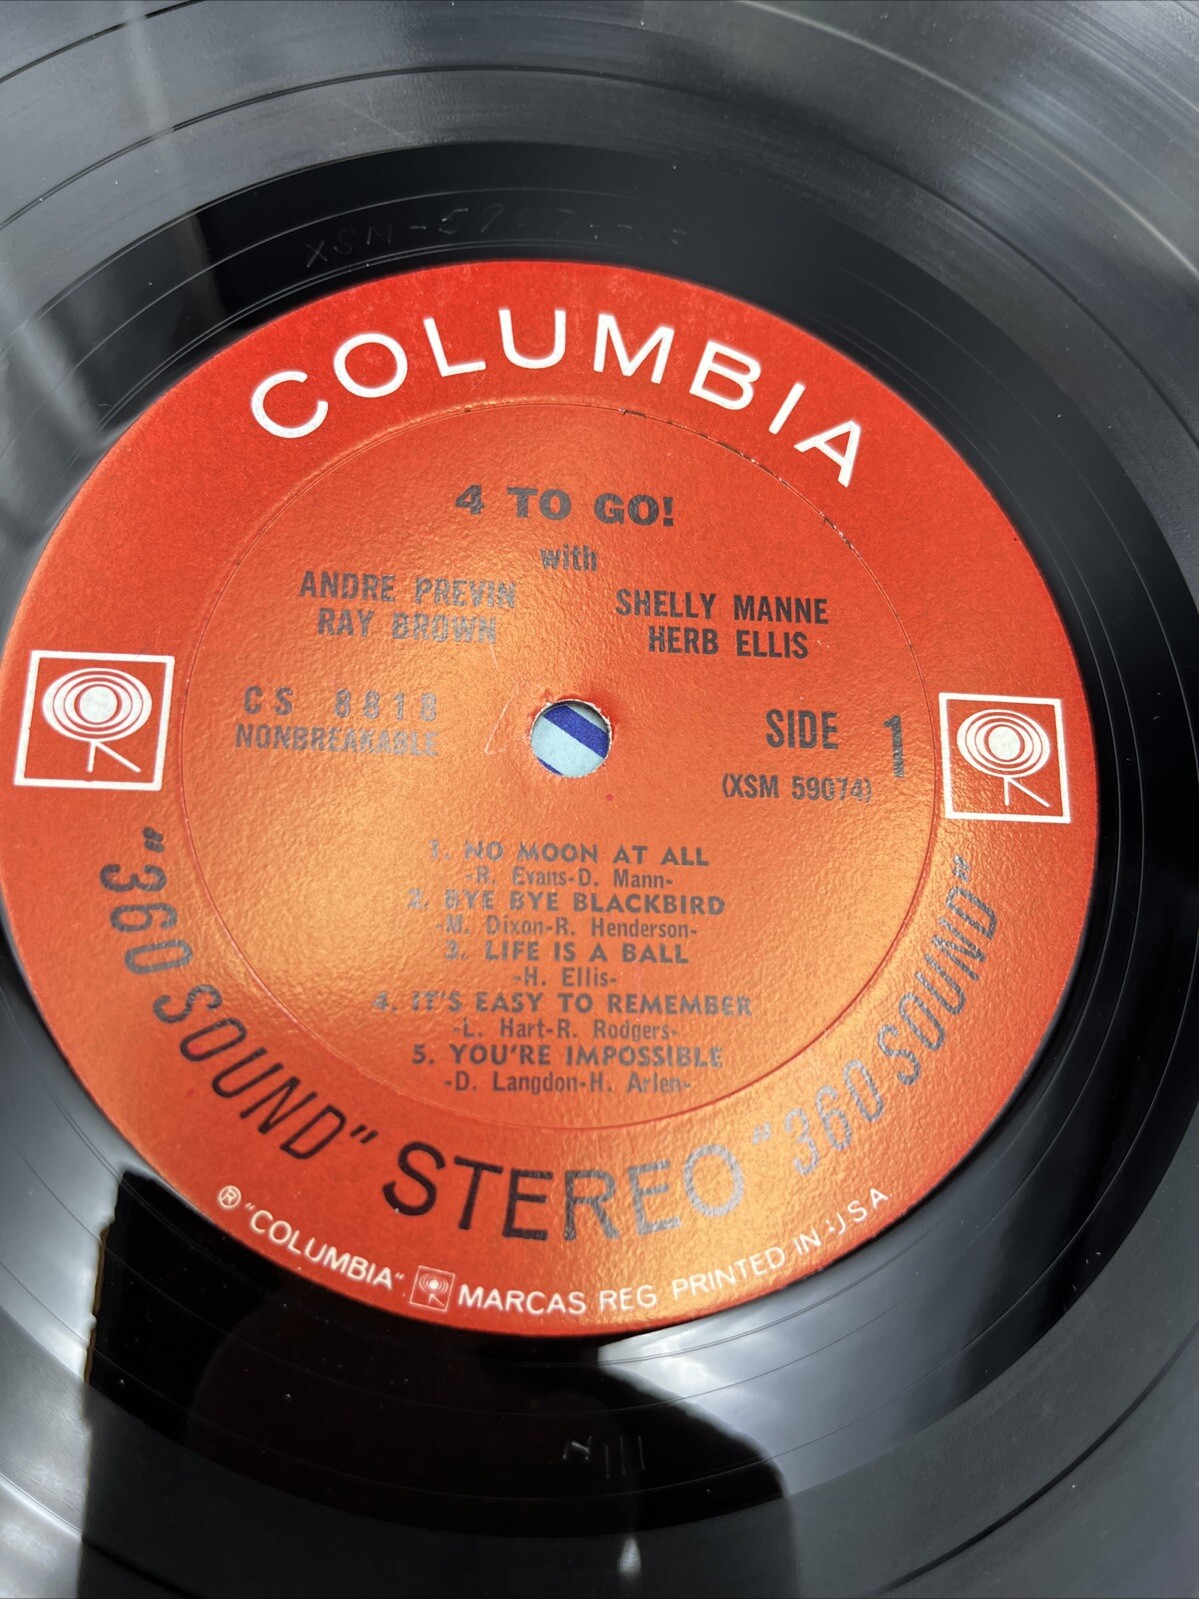 COLUMBIA
4 TO GO!
with
ANDRE PREVIN
RAY BROWN
SHELLY MANNE
HERB ELLIS
CS 8818
NONBREAKABLE
SIDE 1
(XSM 59074)
1. NO MOON AT ALL
-R. Evans-D. Mann-
2. BYE BYE BLACKBIRD
-M. Dixon-R. Henderson-
3. LIFE IS A BALL
-H. Ellis-
4. IT'S EASY TO REMEMBER
-L. Hart-R. Rodgers-
5. YOU'RE IMPOSSIBLE
-D. Langdon-H. Arlen-
"360 SOUND" STEREO "360 SOUND"
® "COLUMBIA" MARCAS REG. PRINTED IN U S A